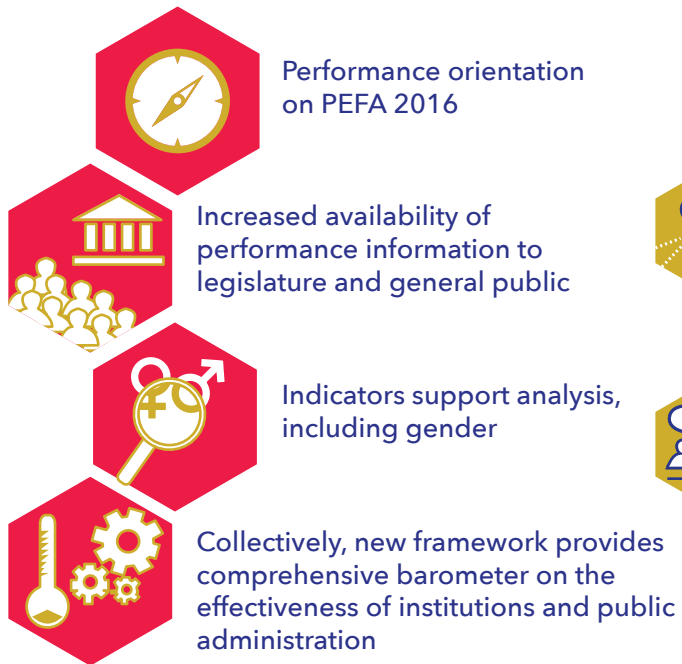 Performance orientation
on PEFA 2016
Increased availability of
performance information to
legislature and general public
Indicators support analysis,
including gender
Collectively, new framework provides
comprehensive barometer on the
effectiveness of institutions and public
administration